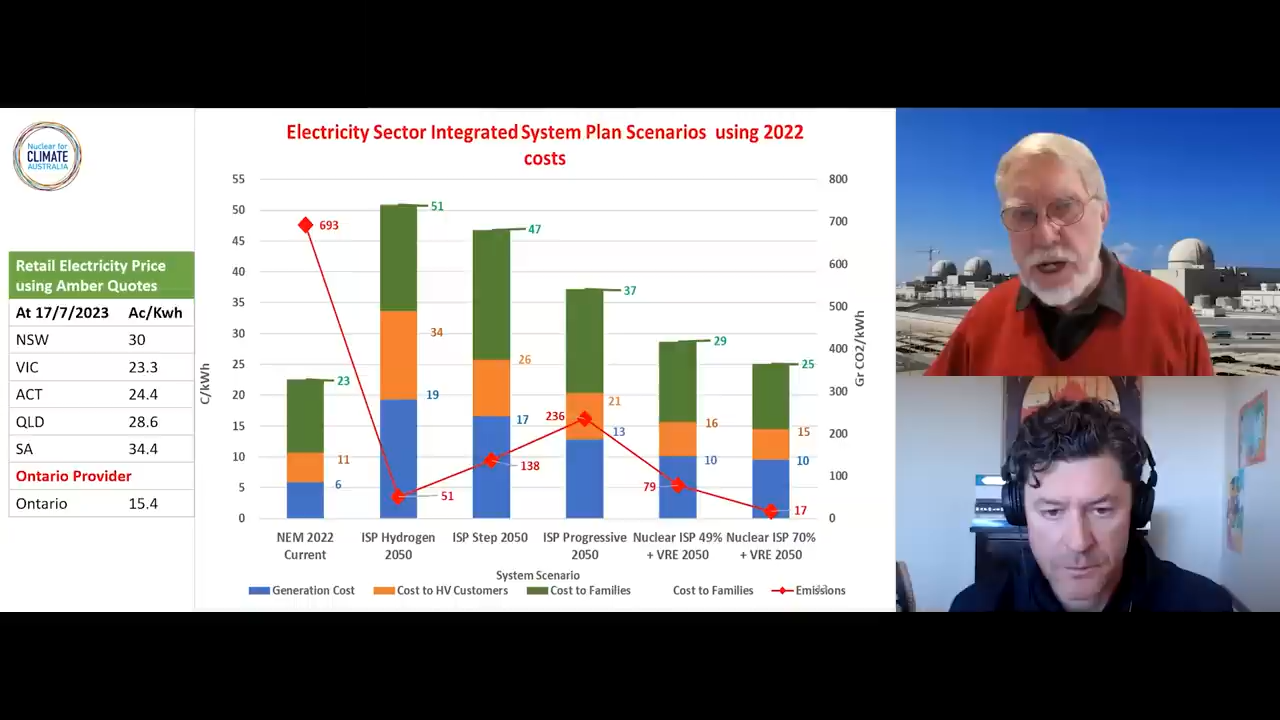 Nuclear for
CLIMATE
AUSTRALIA
Retail Electricity Price
using Amber Quotes
At 17/7/2023 Ac/Kwh
NSW 30
VIC 23.3
ACT 24.4
QLD 28.6
SA 34.4
Ontario Provider
Ontario 15.4
Electricity Sector Integrated System Plan Scenarios using 2022
costs
C/kWh
55
50
45
40
35
30
25
20
15
10
5
0
693
23
11
6
51
34
19
51
47
26
17
138
37
21
236
13
29
16
10
79
25
15
10
17
800
700
600
500
400
300
200
100
0
Gr CO2/kWh
NEM 2022
Current
ISP Hydrogen
2050
ISP Step 2050
ISP Progressive
2050
Nuclear ISP 49%
+ VRE 2050
Nuclear ISP 70%
+ VRE 2050
System Scenario
Generation Cost Cost to HV Customers Cost to Families Cost to Families Emissions